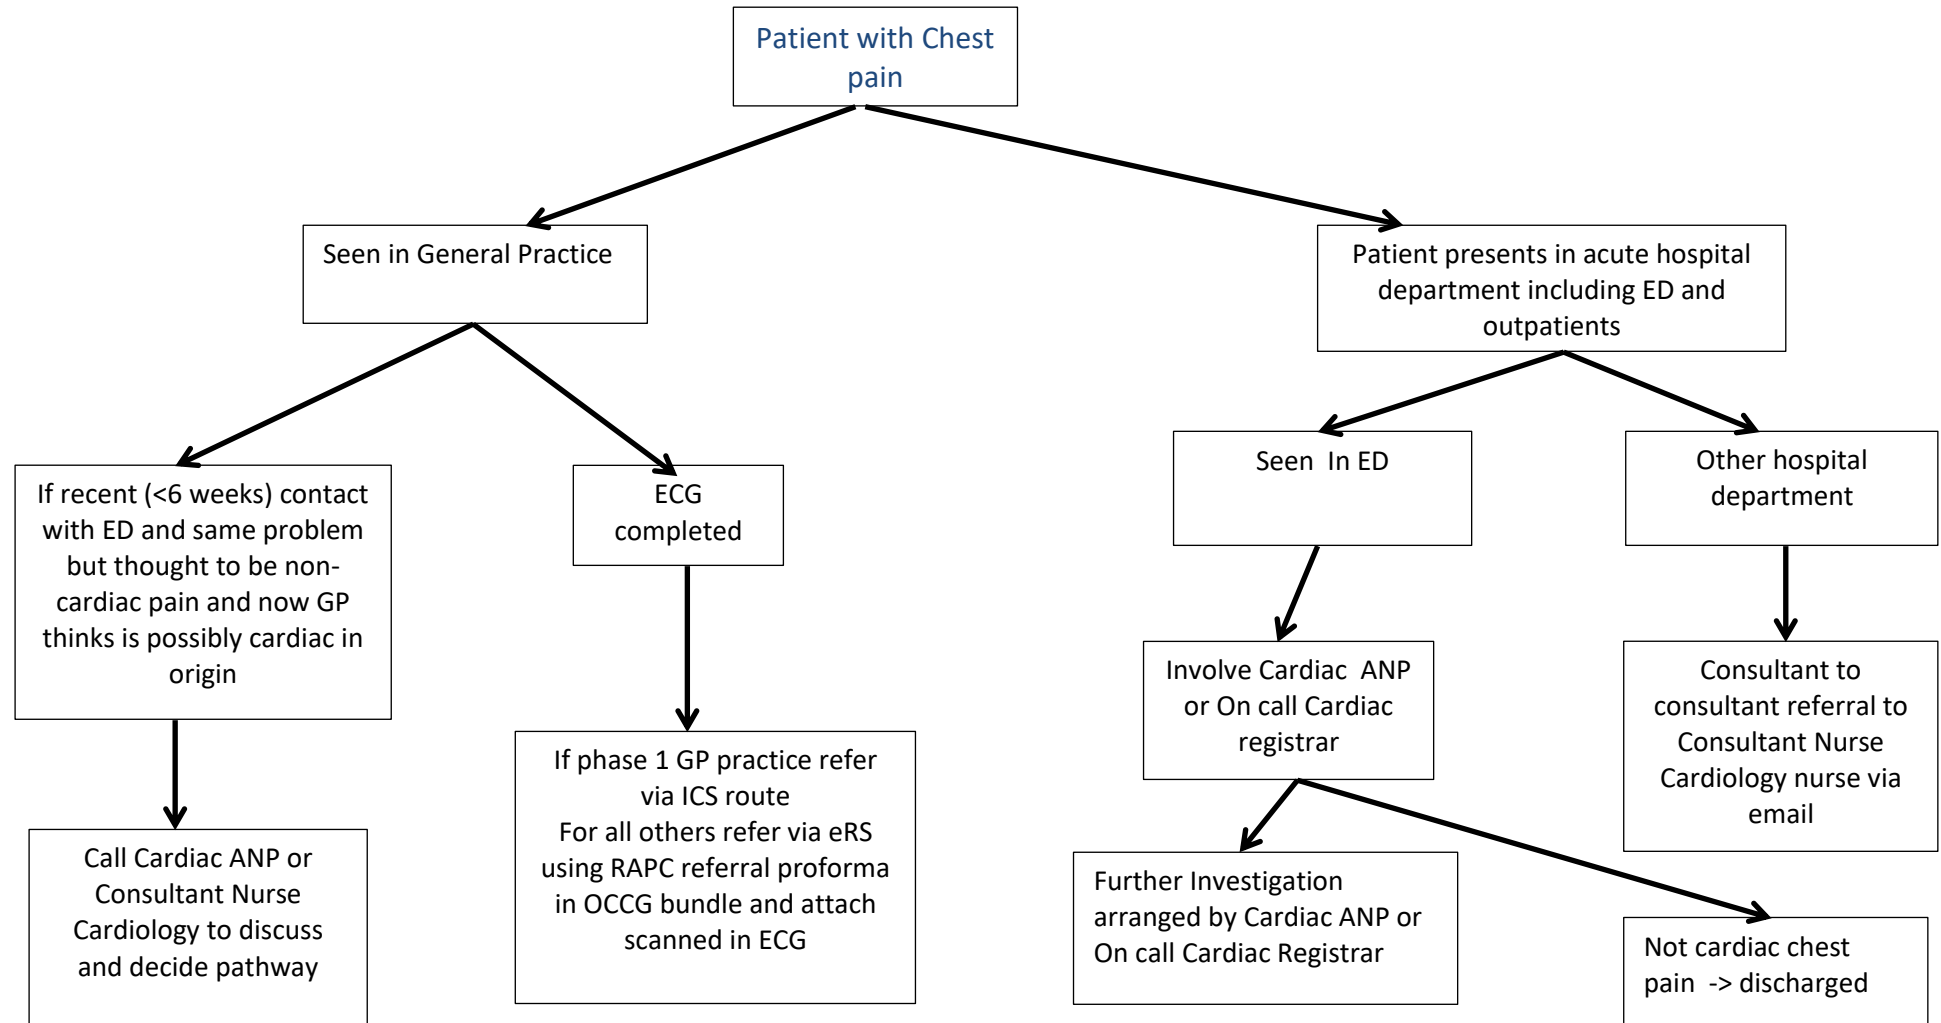 Patient with Chest
pain
Seen in General Practice
Patient presents in acute hospital
department including ED and
outpatients
If recent (<6 weeks) contact
with ED and same problem
but thought to be non-
cardiac pain and now GP
thinks is possibly cardiac in
origin
ECG
completed
Seen In ED
Other hospital
department
Call Cardiac ANP or
Consultant Nurse
Cardiology to discuss
and decide pathway
If phase 1 GP practice refer
via ICS route
For all others refer via eRS
using RAPC referral proforma
in OCCG bundle and attach
scanned in ECG
Involve Cardiac ANP
or On call Cardiac
registrar
Consultant to
consultant referral to
Consultant Nurse
Cardiology nurse via
email
Further Investigation
arranged by Cardiac ANP or
On call Cardiac Registrar
Not cardiac chest
pain -> discharged